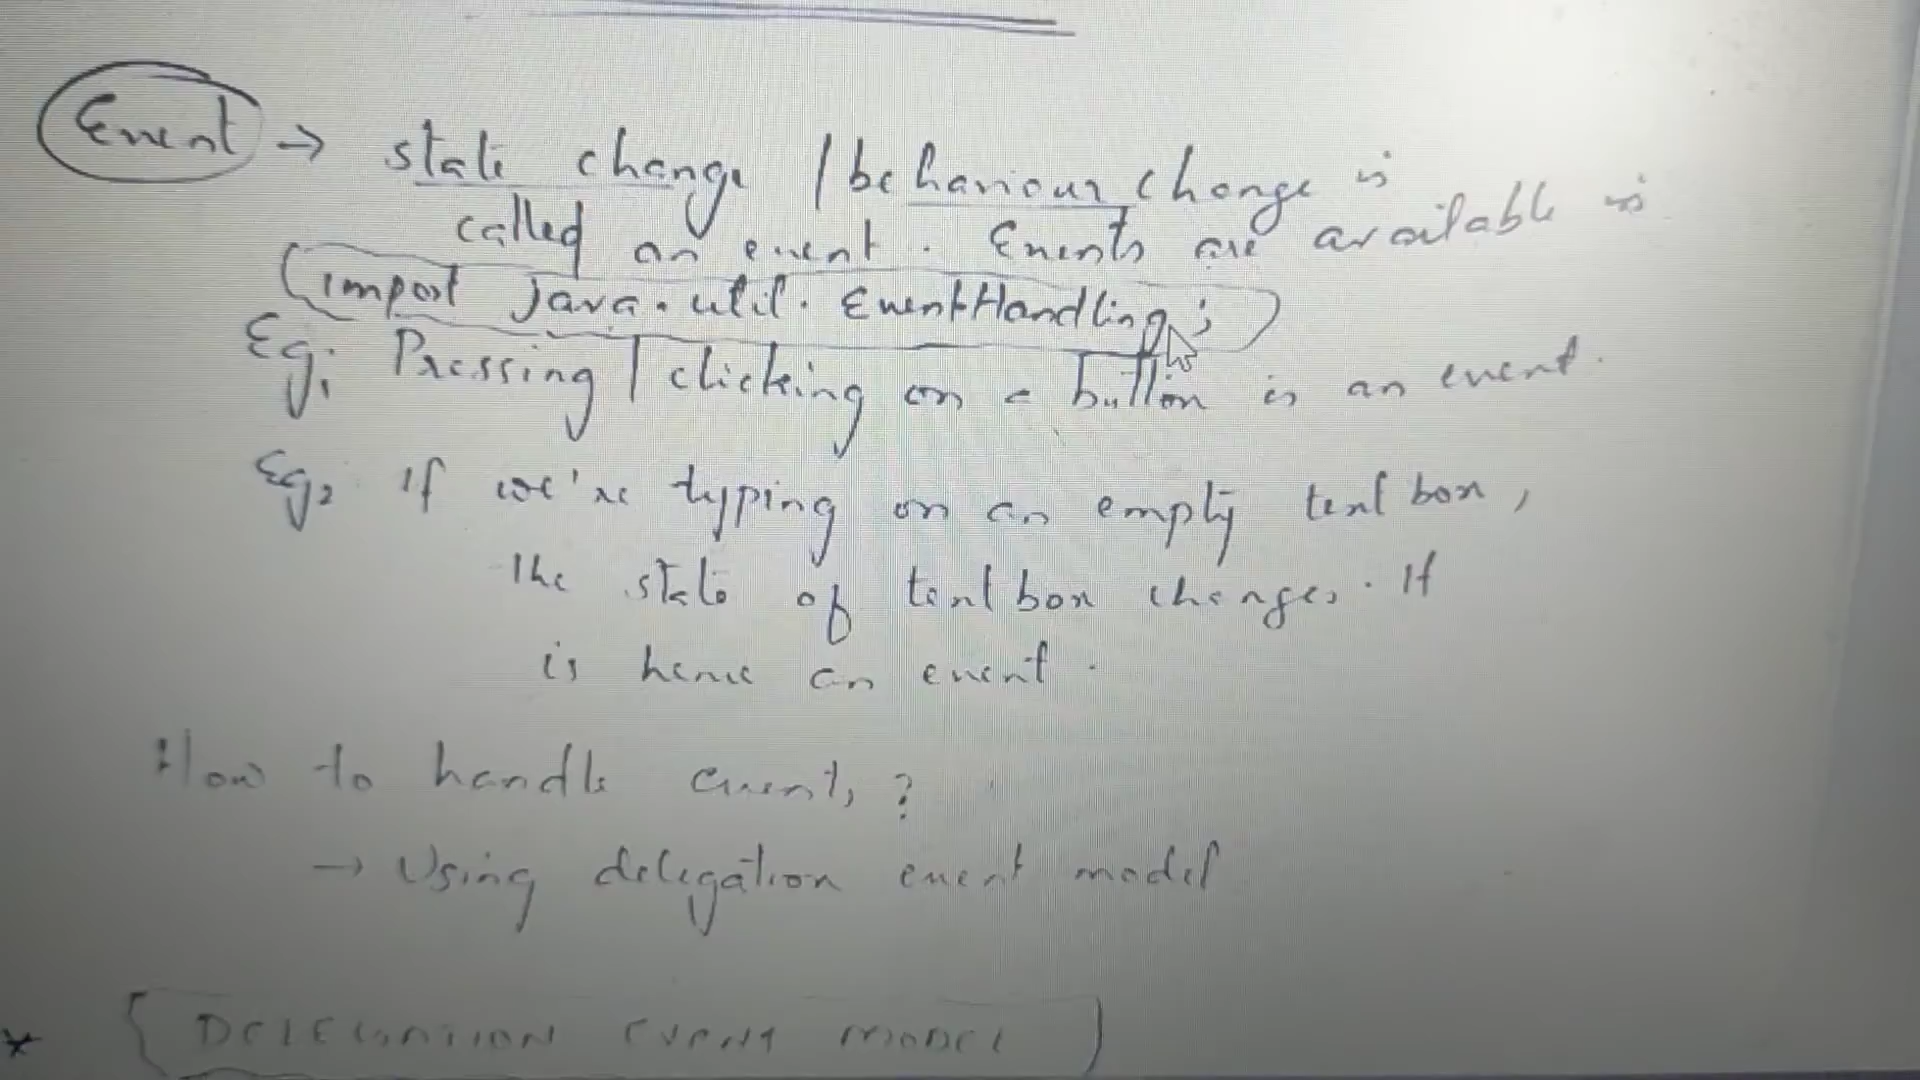 Event → state change / behaviour change is
called an event. Events are available is
import java.util.EventHandling;
Eg1 Pressing / clicking on a button is an event.
Eg2 If we're typing on an empty text box,
the state of text box changes. It
is hence an event.
How to handle events?
→ Using delegation event model
* DELEGATION EVENT MODEL